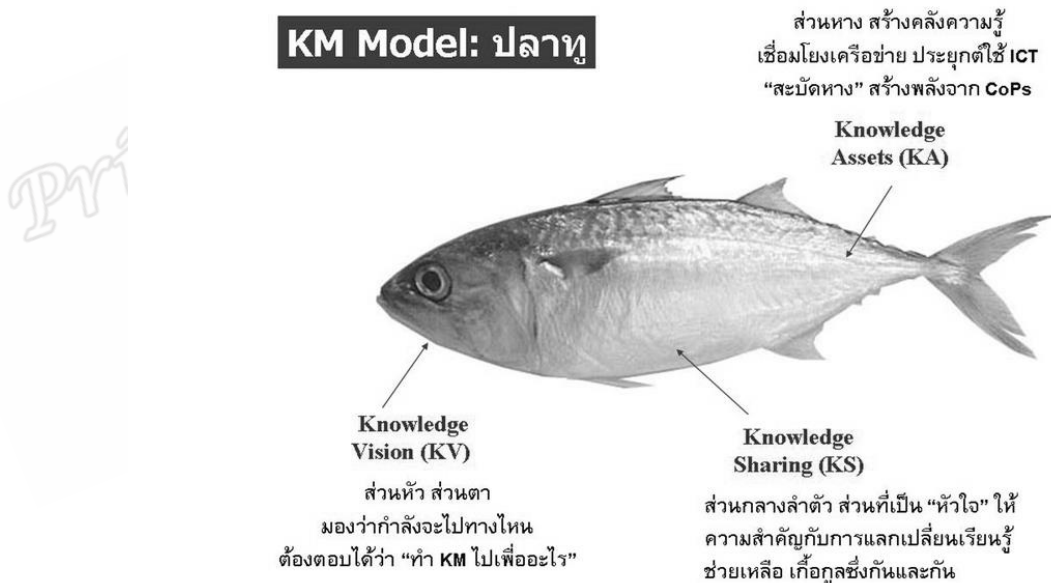 KM Model: ปลาทู
ส่วนหาง สร้างคลังความรู้
เชื่อมโยงเครือข่าย ประยุกต์ใช้ ICT
“สะบัดหาง” สร้างพลังจาก CoPs
Knowledge
Assets (KA)
Knowledge
Vision (KV)
ส่วนหัว ส่วนตา
มองว่ากำลังจะไปทางไหน
ต้องตอบได้ว่า “ทำ KM ไปเพื่ออะไร”
Knowledge
Sharing (KS)
ส่วนกลางลำตัว ส่วนที่เป็น “หัวใจ” ให้
ความสำคัญกับการแลกเปลี่ยนเรียนรู้
ช่วยเหลือ เกื้อกูลซึ่งกันและกัน